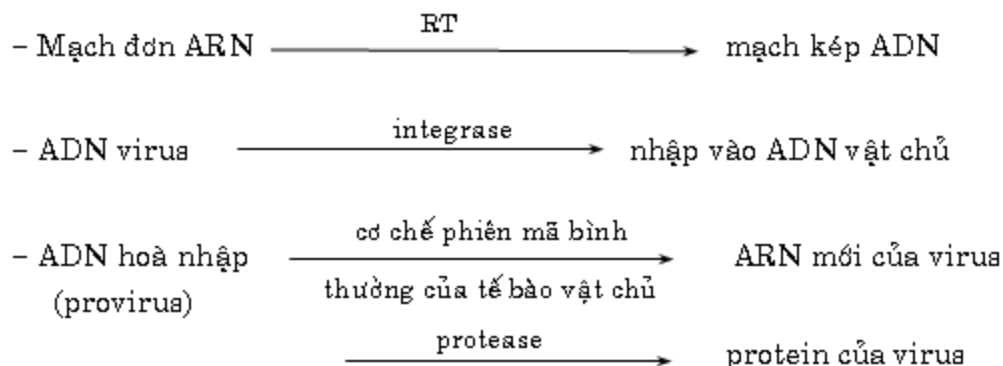 RT
– Mạch đơn ARN mạch kép ADN
integrase
– ADN virus nhập vào ADN vật chủ
cơ chế phiên mã bình
– ADN hoà nhập ARN mới của virus
(provirus) thường của tế bào vật chủ
protease
protein của virus